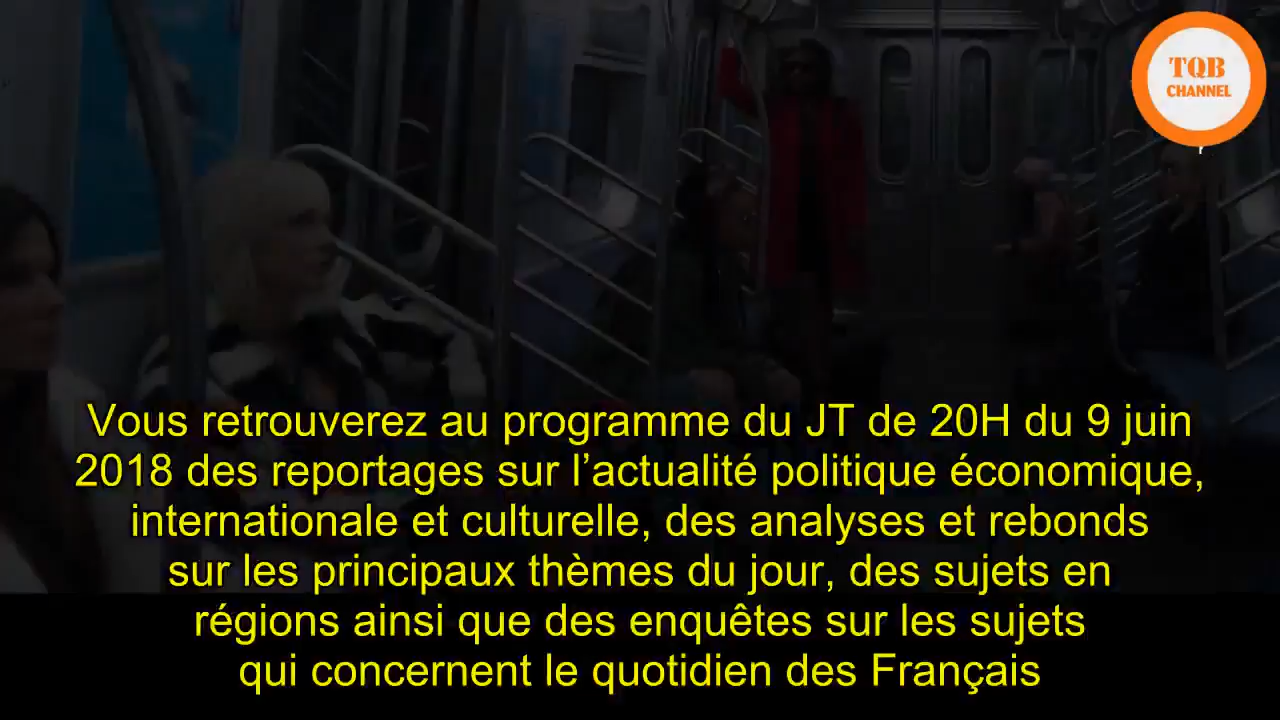 TQB
CHANNEL
Vous retrouverez au programme du JT de 20H du 9 juin
2018 des reportages sur l’actualité politique économique,
internationale et culturelle, des analyses et rebonds
sur les principaux thèmes du jour, des sujets en
régions ainsi que des enquêtes sur les sujets
qui concernent le quotidien des Français